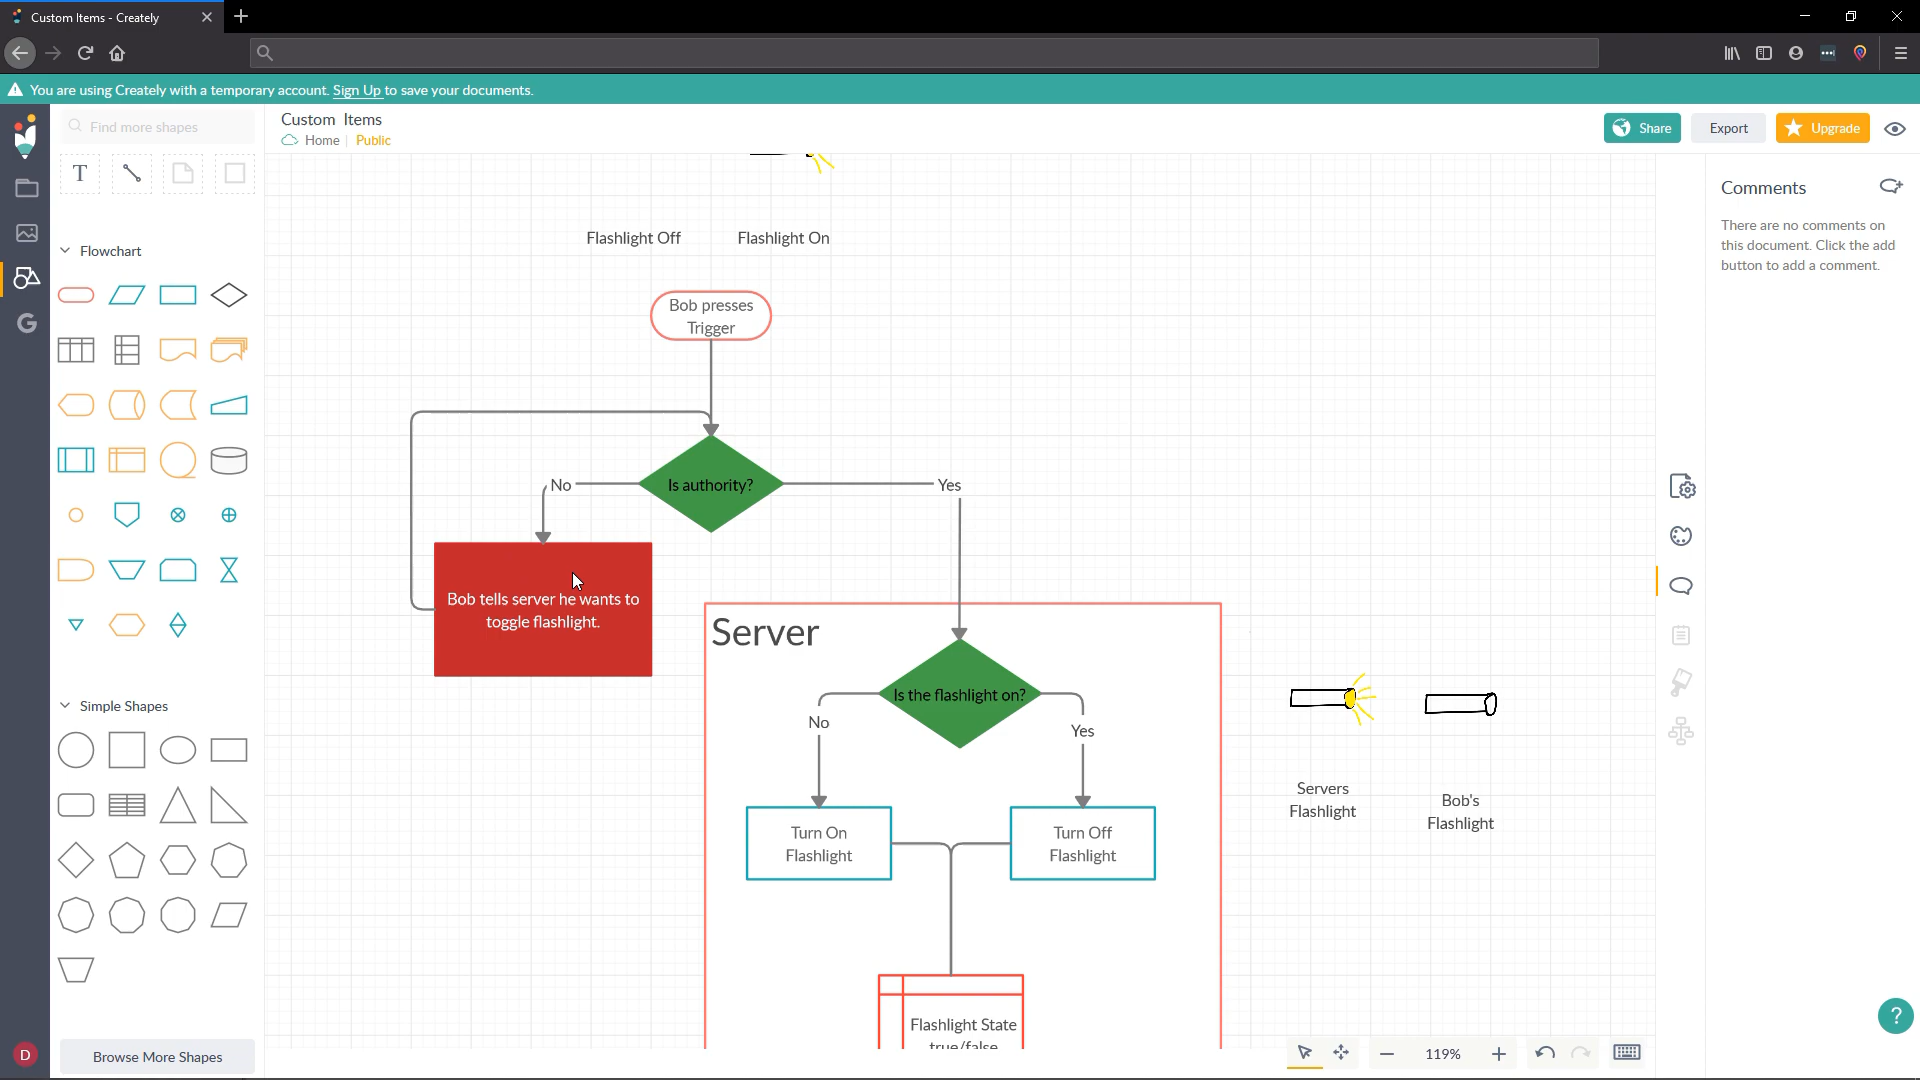 Custom Items - Creately
You are using Creately with a temporary account. Sign Up to save your documents.
Find more shapes
Custom Items
Home
Public
Share
Export
Upgrade
T
Flowchart
Simple Shapes
Browse More Shapes
D
Flashlight Off
Flashlight On
Bob presses
Trigger
Is authority?
No
Yes
Bob tells server he wants to
toggle flashlight.
Server
Is the flashlight on?
No
Yes
Turn On
Flashlight
Turn Off
Flashlight
Flashlight State
true/false
Servers
Flashlight
Bob's
Flashlight
Comments
There are no comments on
this document. Click the add
button to add a comment.
119%
?